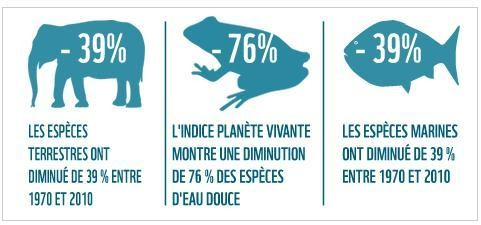 - 39%
LES ESPÈCES
TERRESTRES ONT
DIMINUÉ DE 39 % ENTRE
1970 ET 2010
- 76%
L'INDICE PLANÈTE VIVANTE
MONTRE UNE DIMINUTION
DE 76 % DES ESPÈCES
D'EAU DOUCE
- 39%
LES ESPÈCES MARINES
ONT DIMINUÉ DE 39 %
ENTRE 1970 ET 2010